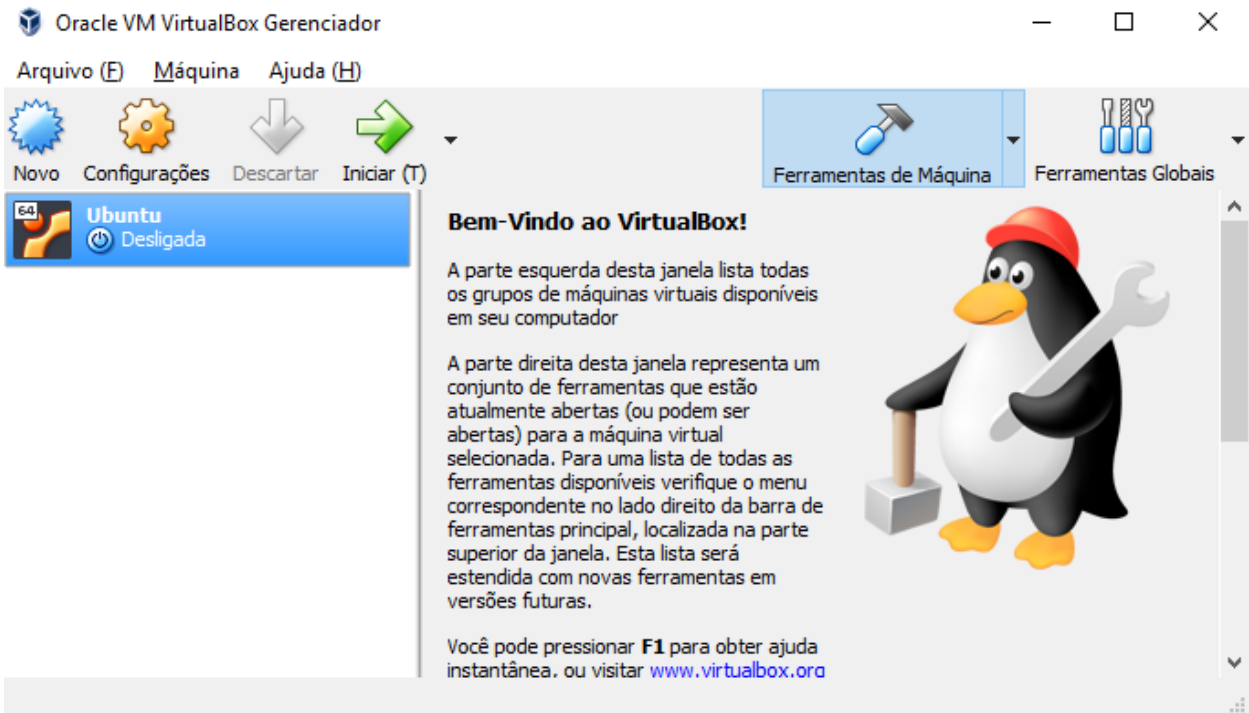 Oracle VM VirtualBox Gerenciador
Arquivo (F) Máquina Ajuda (H)
Novo Configurações Descartar Iniciar (T) Ferramentas de Máquina Ferramentas Globais
64 Ubuntu
Desligada
Bem-Vindo ao VirtualBox!
A parte esquerda desta janela lista todas
os grupos de máquinas virtuais disponíveis
em seu computador
A parte direita desta janela representa um
conjunto de ferramentas que estão
atualmente abertas (ou podem ser
abertas) para a máquina virtual
selecionada. Para uma lista de todas as
ferramentas disponíveis verifique o menu
correspondente no lado direito da barra de
ferramentas principal, localizada na parte
superior da janela. Esta lista será
estendida com novas ferramentas em
versões futuras.
Você pode pressionar F1 para obter ajuda
instantânea, ou visitar www.virtualbox.org